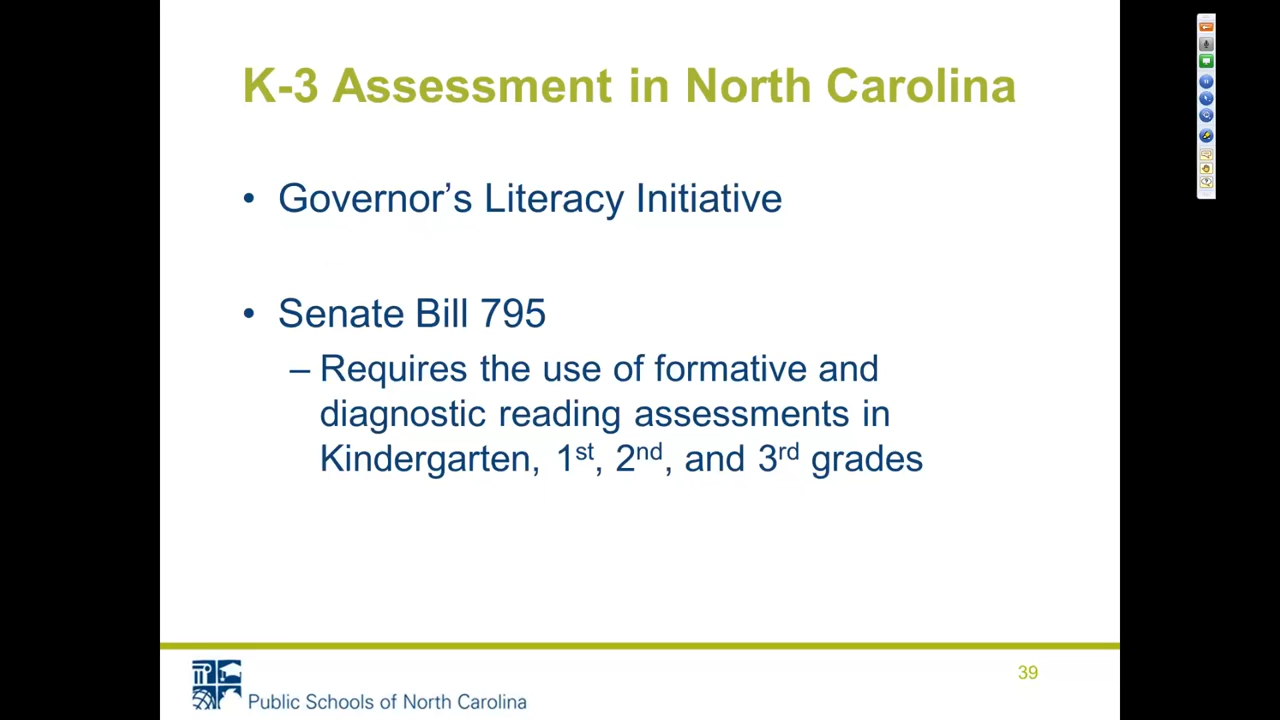 K-3 Assessment in North Carolina
• Governor’s Literacy Initiative
• Senate Bill 795
– Requires the use of formative and
diagnostic reading assessments in
Kindergarten, 1st, 2nd, and 3rd grades
39
Public Schools of North Carolina